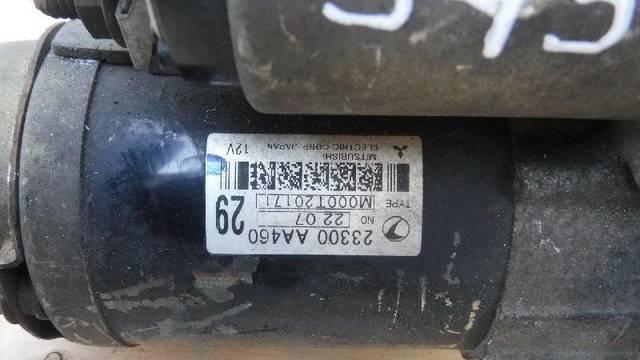 23300 AA460
NO 22 07 29
TYPE M000T20171
MITSUBISHI
ELECTRIC CORP. JAPAN 12V